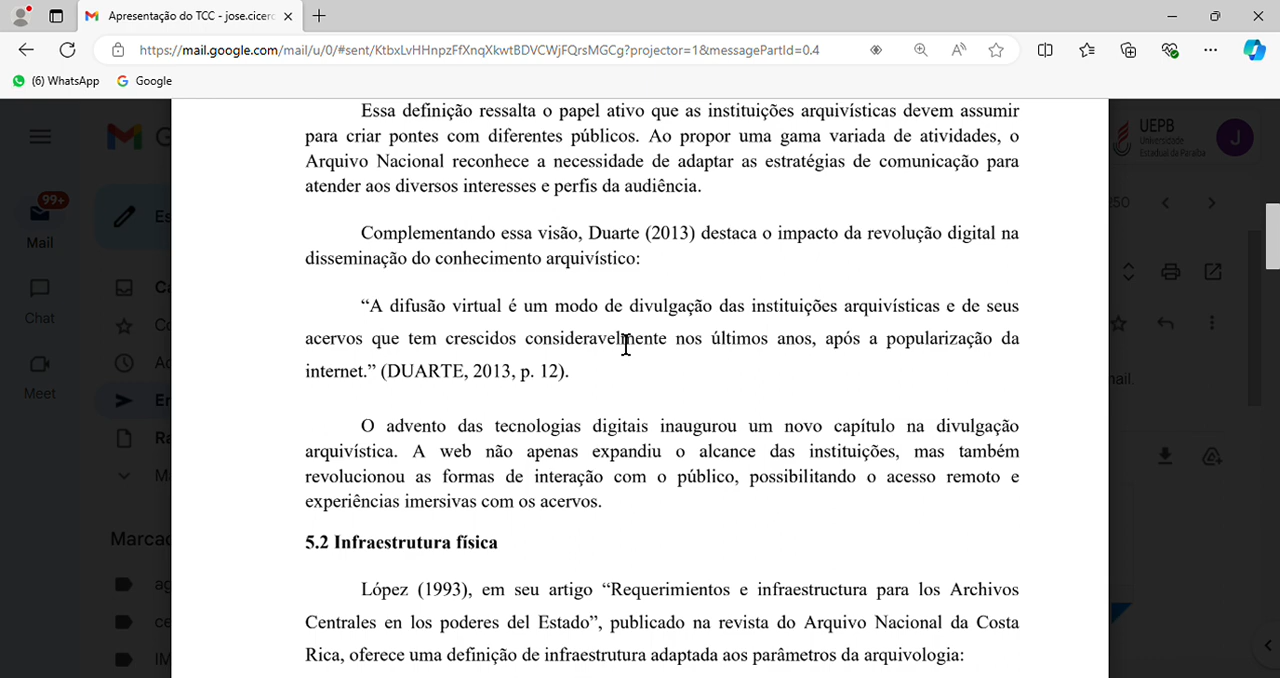 Apresentação do TCC - jose.cicero
https://mail.google.com/mail/u/0/#sent/KtbxLvHHnpzFfXnqXkwtBDVCWjFQrsMGCg?projector=1&messagePartId=0.4
(6) WhatsApp
Google
UEPB
Universidade
Estadual da Paraíba
J
99+
Mail
Chat
Meet
Essa definição ressalta o papel ativo que as instituições arquivísticas devem assumir
para criar pontes com diferentes públicos. Ao propor uma gama variada de atividades, o
Arquivo Nacional reconhece a necessidade de adaptar as estratégias de comunicação para
atender aos diversos interesses e perfis da audiência.
Complementando essa visão, Duarte (2013) destaca o impacto da revolução digital na
disseminação do conhecimento arquivístico:
“A difusão virtual é um modo de divulgação das instituições arquivísticas e de seus
acervos que tem crescidos consideravelmente nos últimos anos, após a popularização da
internet.” (DUARTE, 2013, p. 12).
O advento das tecnologias digitais inaugurou um novo capítulo na divulgação
arquivística. A web não apenas expandiu o alcance das instituições, mas também
revolucionou as formas de interação com o público, possibilitando o acesso remoto e
experiências imersivas com os acervos.
5.2 Infraestrutura física
López (1993), em seu artigo “Requerimientos e infraestructura para los Archivos
Centrales en los poderes del Estado”, publicado na revista do Arquivo Nacional da Costa
Rica, oferece uma definição de infraestrutura adaptada aos parâmetros da arquivologia: